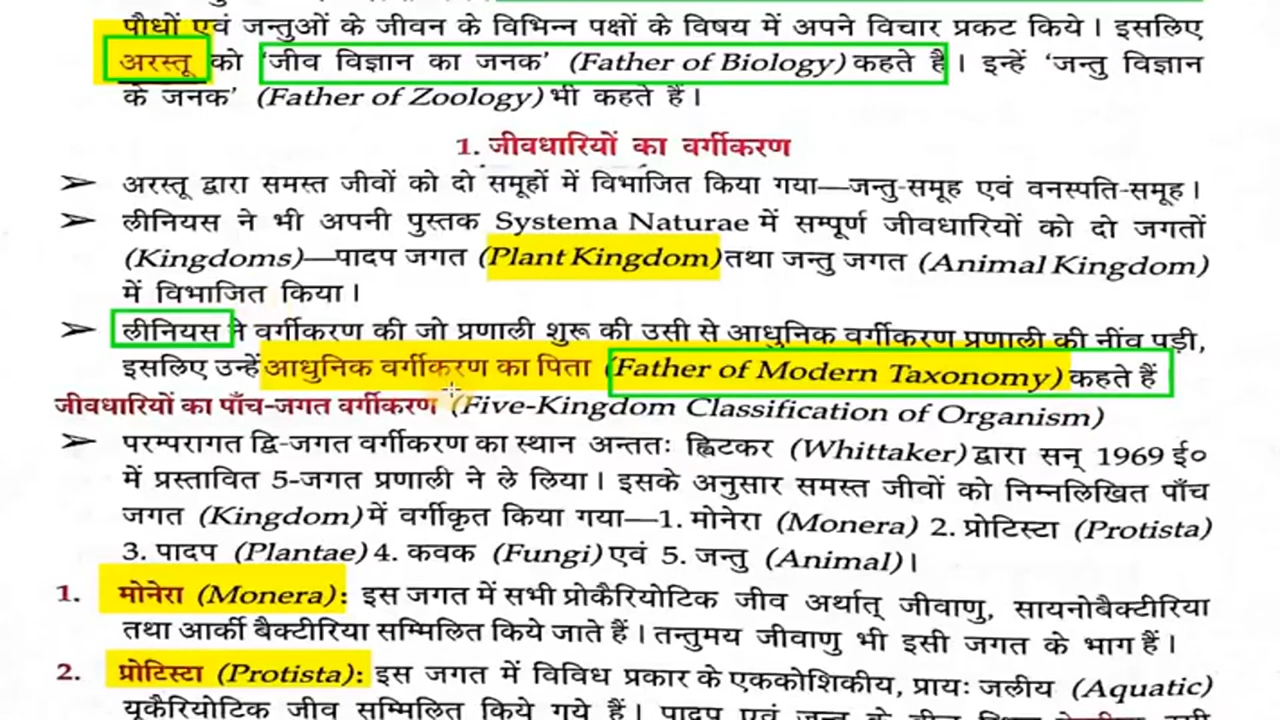 पौधों एवं जन्तुओं के जीवन के विभिन्न पक्षों के विषय में अपने विचार प्रकट किये। इसलिए
अरस्तू को 'जीव विज्ञान का जनक' (Father of Biology) कहते हैं। इन्हें 'जन्तु विज्ञान
के जनक' (Father of Zoology) भी कहते हैं।
1. जीवधारियों का वर्गीकरण
➢ अरस्तू द्वारा समस्त जीवों को दो समूहों में विभाजित किया गया—जन्तु-समूह एवं वनस्पति-समूह।
➢ लीनियस ने भी अपनी पुस्तक Systema Naturae में सम्पूर्ण जीवधारियों को दो जगतों
(Kingdoms)—पादप जगत (Plant Kingdom) तथा जन्तु जगत (Animal Kingdom)
में विभाजित किया।
➢ लीनियस ने वर्गीकरण की जो प्रणाली शुरू की उसी से आधुनिक वर्गीकरण प्रणाली की नींव पड़ी,
इसलिए उन्हें आधुनिक वर्गीकरण का पिता (Father of Modern Taxonomy) कहते हैं
जीवधारियों का पाँच-जगत वर्गीकरण (Five-Kingdom Classification of Organism)
➢ परम्परागत द्वि-जगत वर्गीकरण का स्थान अन्ततः ह्विटकर (Whittaker) द्वारा सन् 1969 ई०
में प्रस्तावित 5-जगत प्रणाली ने ले लिया। इसके अनुसार समस्त जीवों को निम्नलिखित पाँच
जगत (Kingdom) में वर्गीकृत किया गया—1. मोनेरा (Monera) 2. प्रोटिस्टा (Protista)
3. पादप (Plantae) 4. कवक (Fungi) एवं 5. जन्तु (Animal)।
1. मोनेरा (Monera): इस जगत में सभी प्रोकैरियोटिक जीव अर्थात् जीवाणु, सायनोबैक्टीरिया
तथा आर्की बैक्टीरिया सम्मिलित किये जाते हैं। तन्तुमय जीवाणु भी इसी जगत के भाग हैं।
2. प्रोटिस्टा (Protista): इस जगत में विविध प्रकार के एककोशिकीय, प्रायः जलीय (Aquatic)
यूकैरियोटिक जीव सम्मिलित किये गये हैं। पादप एवं जन्तु के बीच